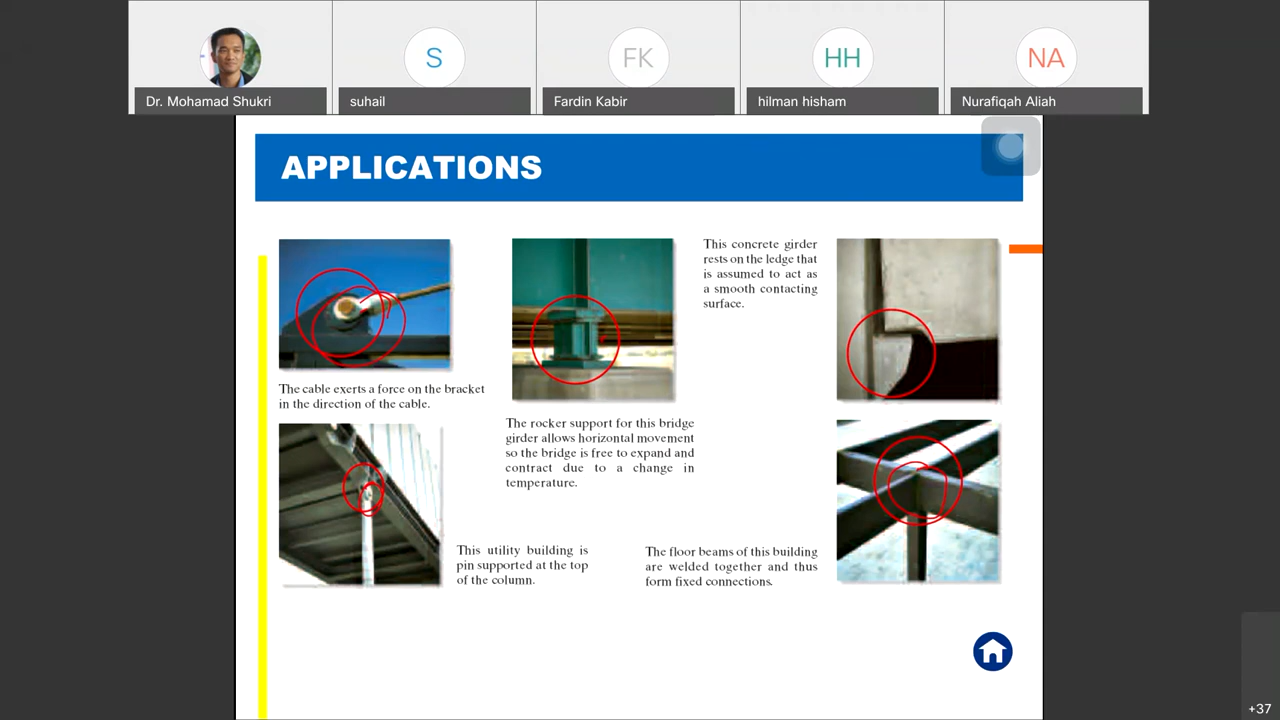 S
FK
HH
NA
Dr. Mohamad Shukri
suhail
Fardin Kabir
hilman hisham
Nurafiqah Aliah
APPLICATIONS
The cable exerts a force on the bracket
in the direction of the cable.
The rocker support for this bridge
girder allows horizontal movement
so the bridge is free to expand and
contract due to a change in
temperature.
This concrete girder
rests on the ledge that
is assumed to act as
a smooth contacting
surface.
This utility building is
pin supported at the top
of the column.
The floor beams of this building
are welded together and thus
form fixed connections.
+37